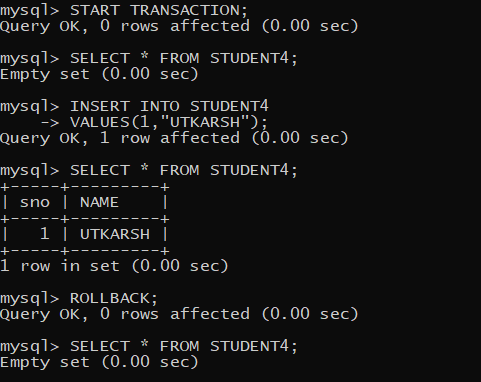 mysql> START TRANSACTION;
Query OK, 0 rows affected (0.00 sec)
mysql> SELECT * FROM STUDENT4;
Empty set (0.00 sec)
mysql> INSERT INTO STUDENT4
    -> VALUES(1,"UTKARSH");
Query OK, 1 row affected (0.00 sec)
mysql> SELECT * FROM STUDENT4;
+-----+---------+
| sno | NAME    |
+-----+---------+
|   1 | UTKARSH |
+-----+---------+
1 row in set (0.00 sec)
mysql> ROLLBACK;
Query OK, 0 rows affected (0.00 sec)
mysql> SELECT * FROM STUDENT4;
Empty set (0.00 sec)